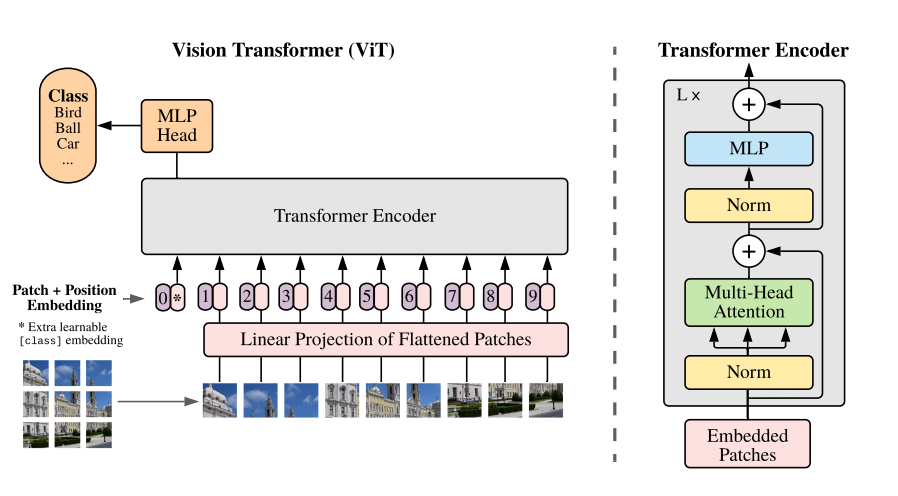 Vision Transformer (ViT)
Class
Bird
Ball
Car
...
MLP
Head
Transformer Encoder
Patch + Position
Embedding
* Extra learnable
[class] embedding
0 *
1
2
3
4
5
6
7
8
9
Linear Projection of Flattened Patches
Transformer Encoder
L x
+
MLP
Norm
+
Multi-Head
Attention
Norm
Embedded
Patches